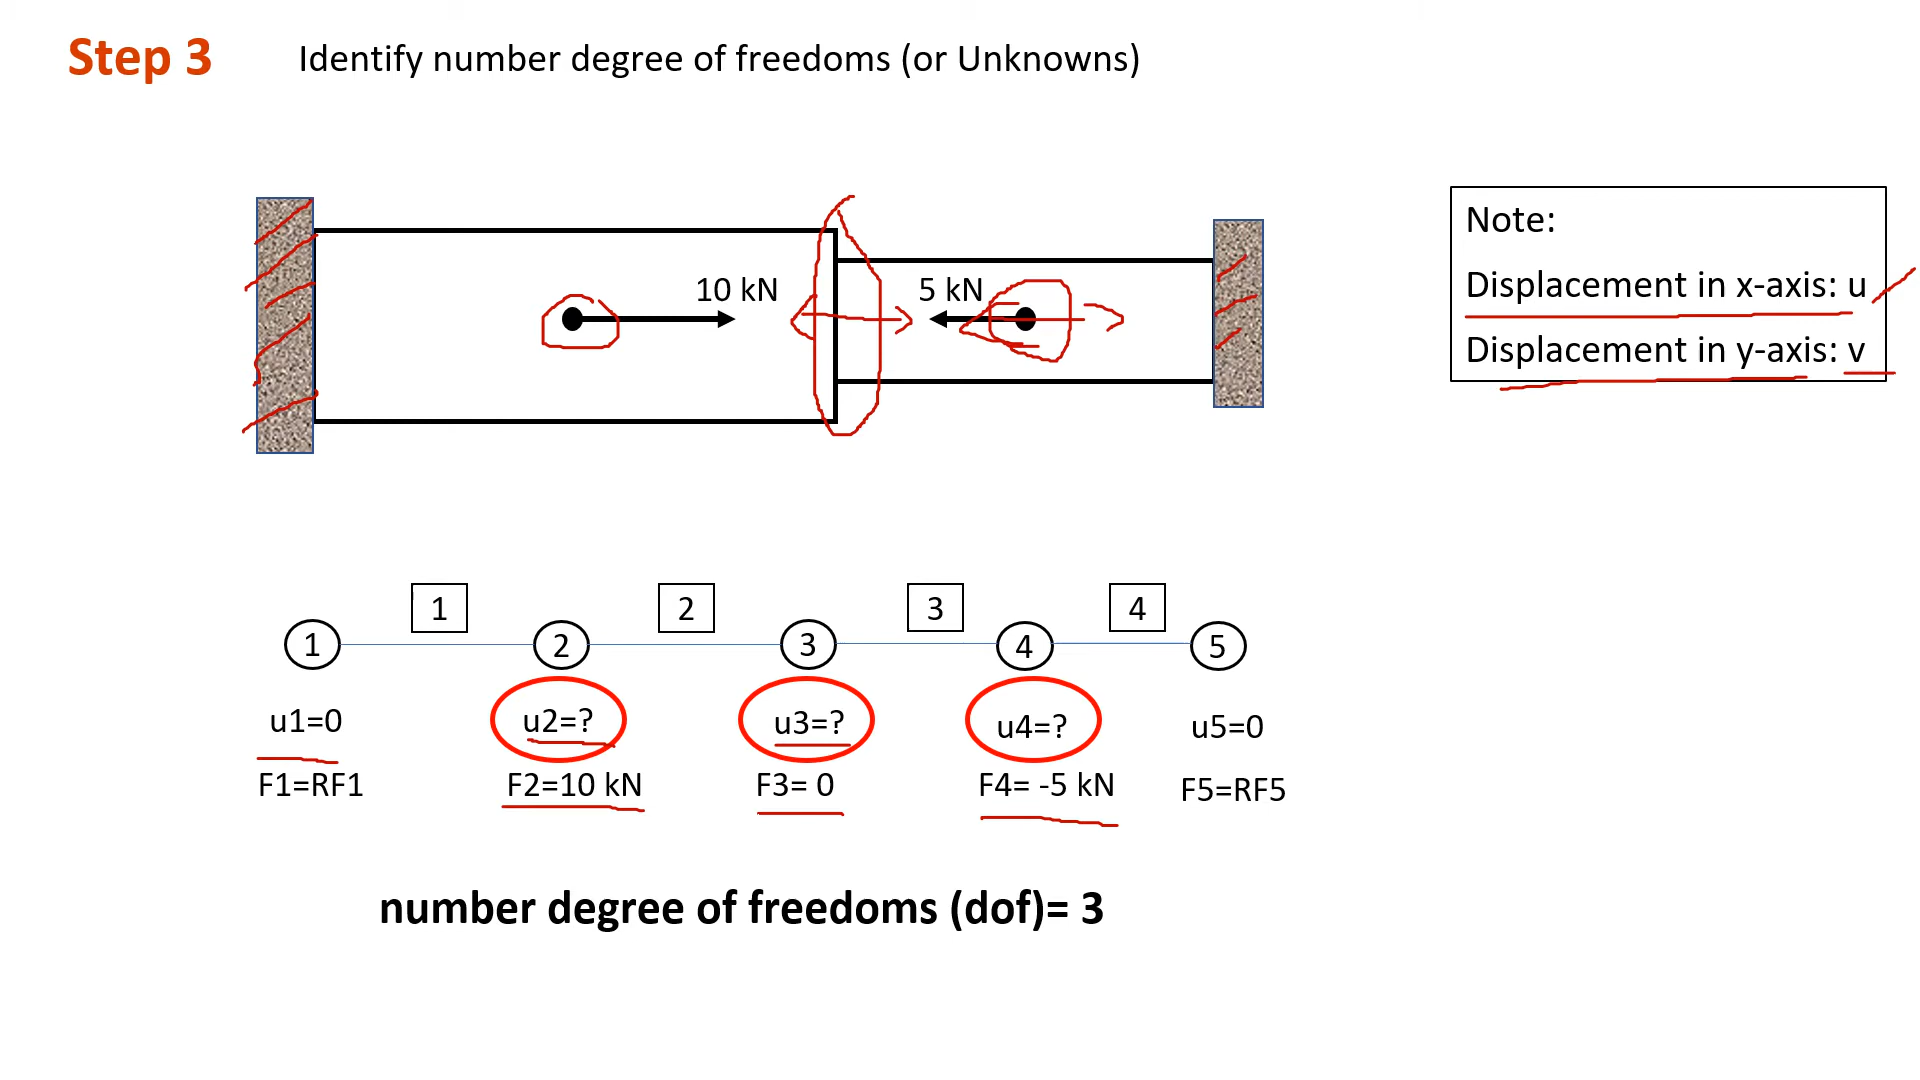 Step 3
Identify number degree of freedoms (or Unknowns)
Note:
Displacement in x-axis: u
Displacement in y-axis: v
10 kN
5 kN
1
2
3
4
1
2
3
4
5
u1=0
u2=?
u3=?
u4=?
u5=0
F1=RF1
F2=10 kN
F3= 0
F4= -5 kN
F5=RF5
number degree of freedoms (dof)= 3